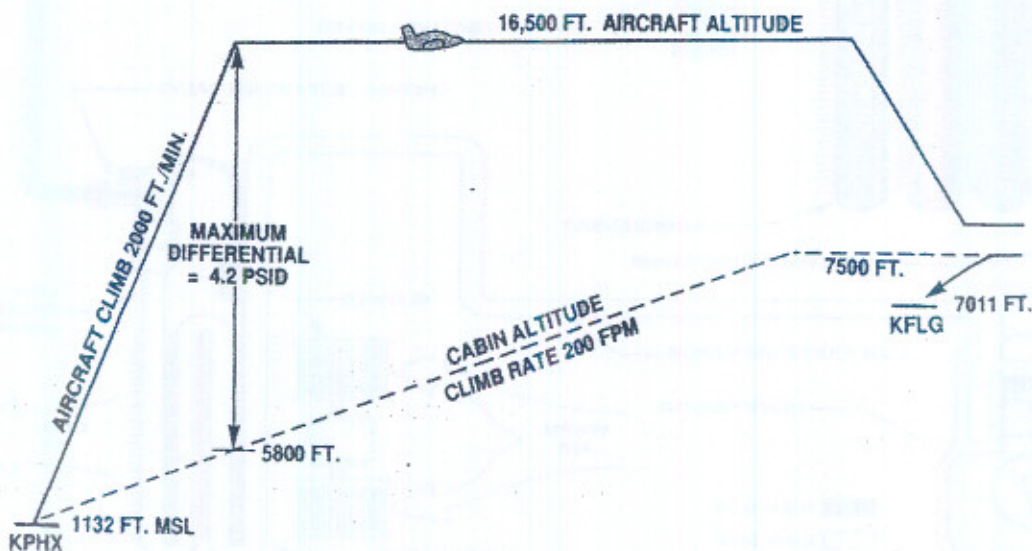 16,500 FT. AIRCRAFT ALTITUDE
AIRCRAFT CLIMB 2000 FT./MIN.
MAXIMUM
DIFFERENTIAL
= 4.2 PSID
7500 FT.
7011 FT.
KFLG
CABIN ALTITUDE
CLIMB RATE 200 FPM
5800 FT.
1132 FT. MSL
KPHX